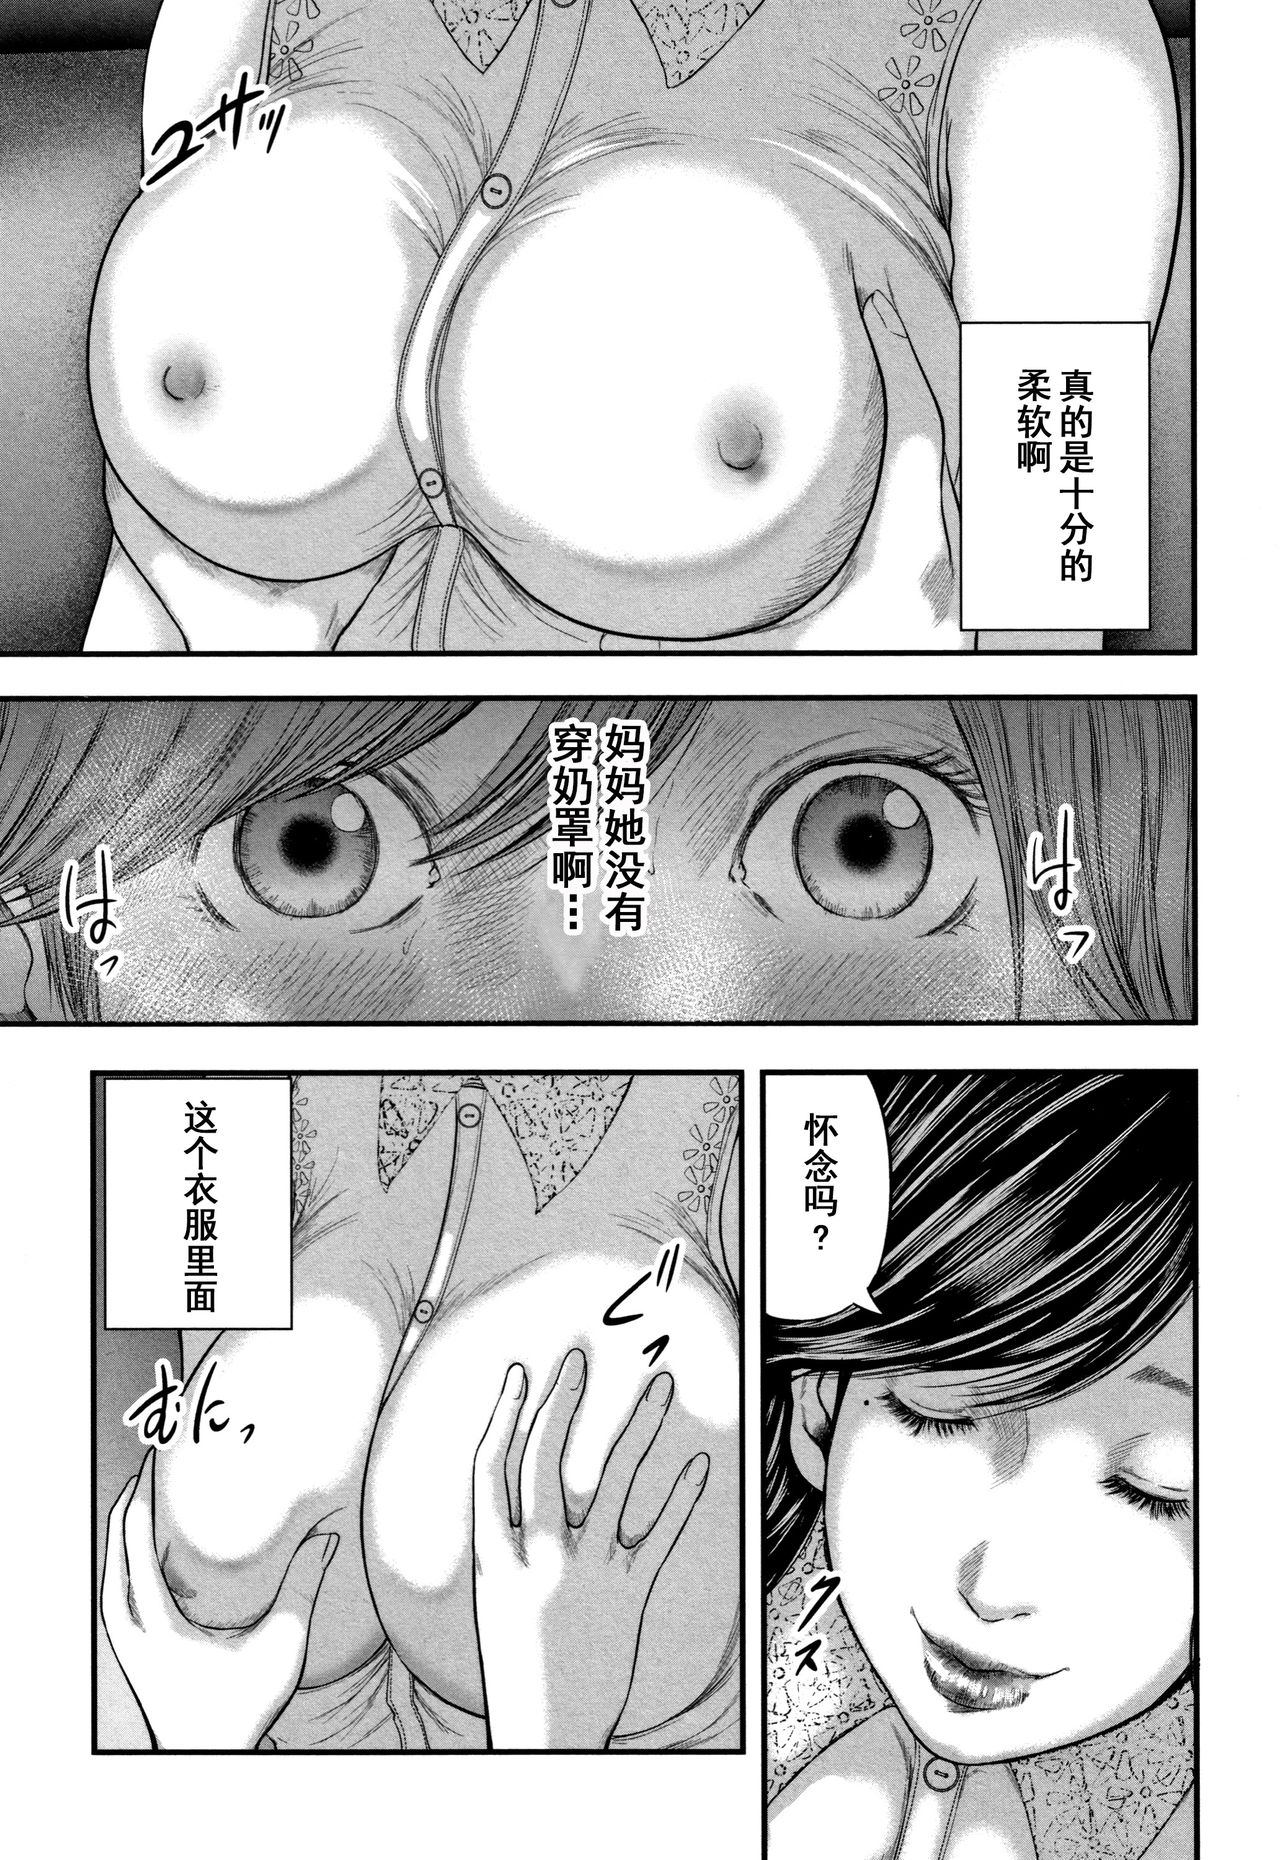 ユサッ
真的是十分的
柔软啊
妈妈她没有
穿奶罩啊…
はっ
はっ
怀念吗？
クス
这个衣服里面
ぐっ
むにっ